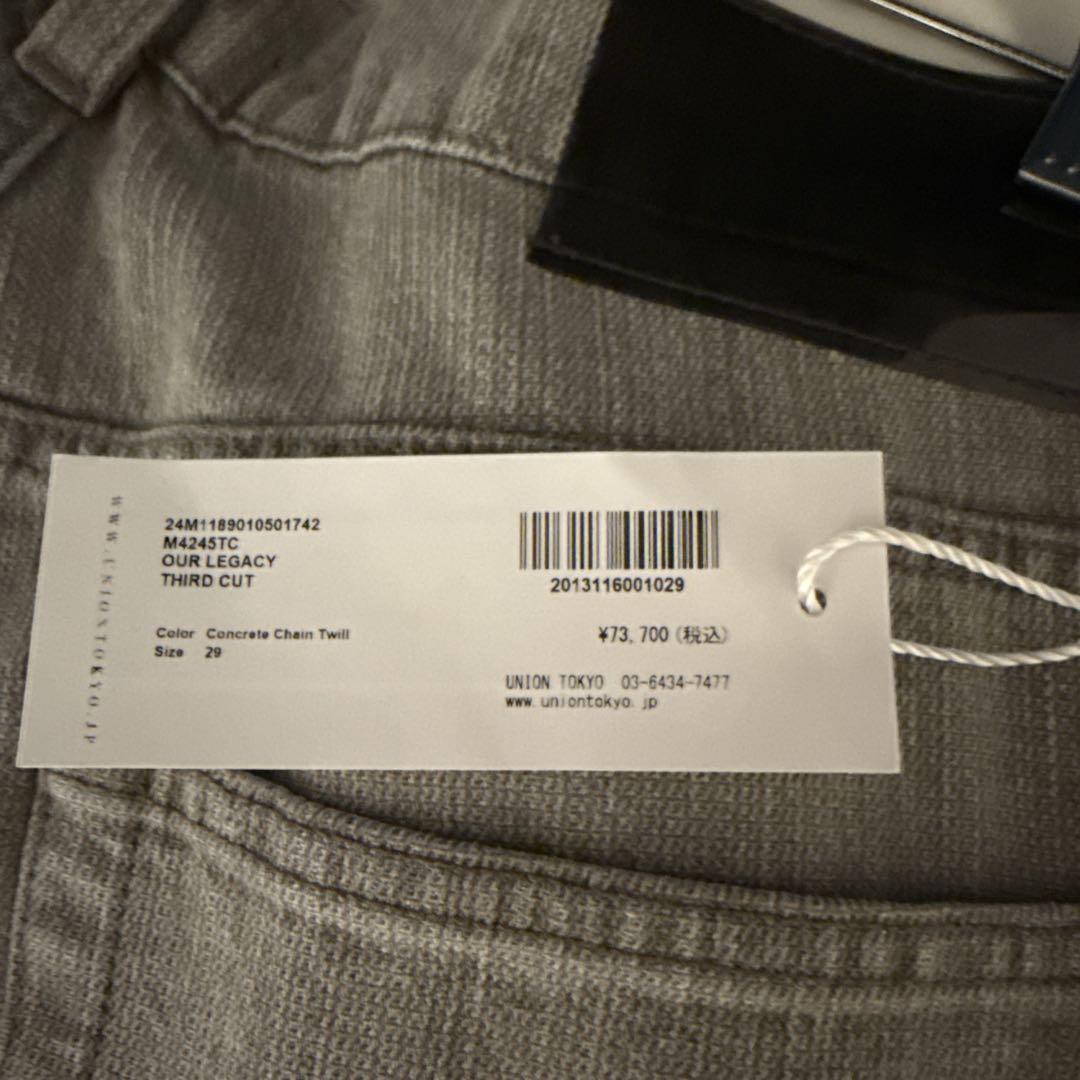 WWW.UNIONTOKYO.JP
24M1189010501742
M4245TC
OUR LEGACY
THIRD CUT
Color Concrete Chain Twill
Size 29
2013116001029
¥73,700(税込)
UNION TOKYO 03-6434-7477
www.uniontokyo.jp